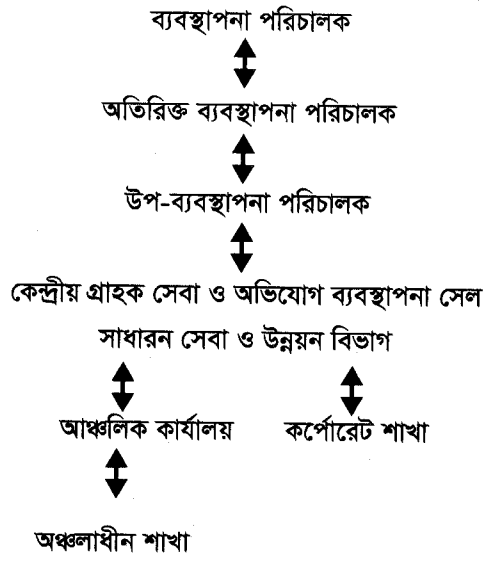 ব্যবস্থাপনা পরিচালক
অতিরিক্ত ব্যবস্থাপনা পরিচালক
উপ-ব্যবস্থাপনা পরিচালক
কেন্দ্রীয় গ্রাহক সেবা ও অভিযোগ ব্যবস্থাপনা সেল
সাধারন সেবা ও উন্নয়ন বিভাগ
আঞ্চলিক কার্যালয় কর্পোরেট শাখা
অঞ্চলাধীন শাখা